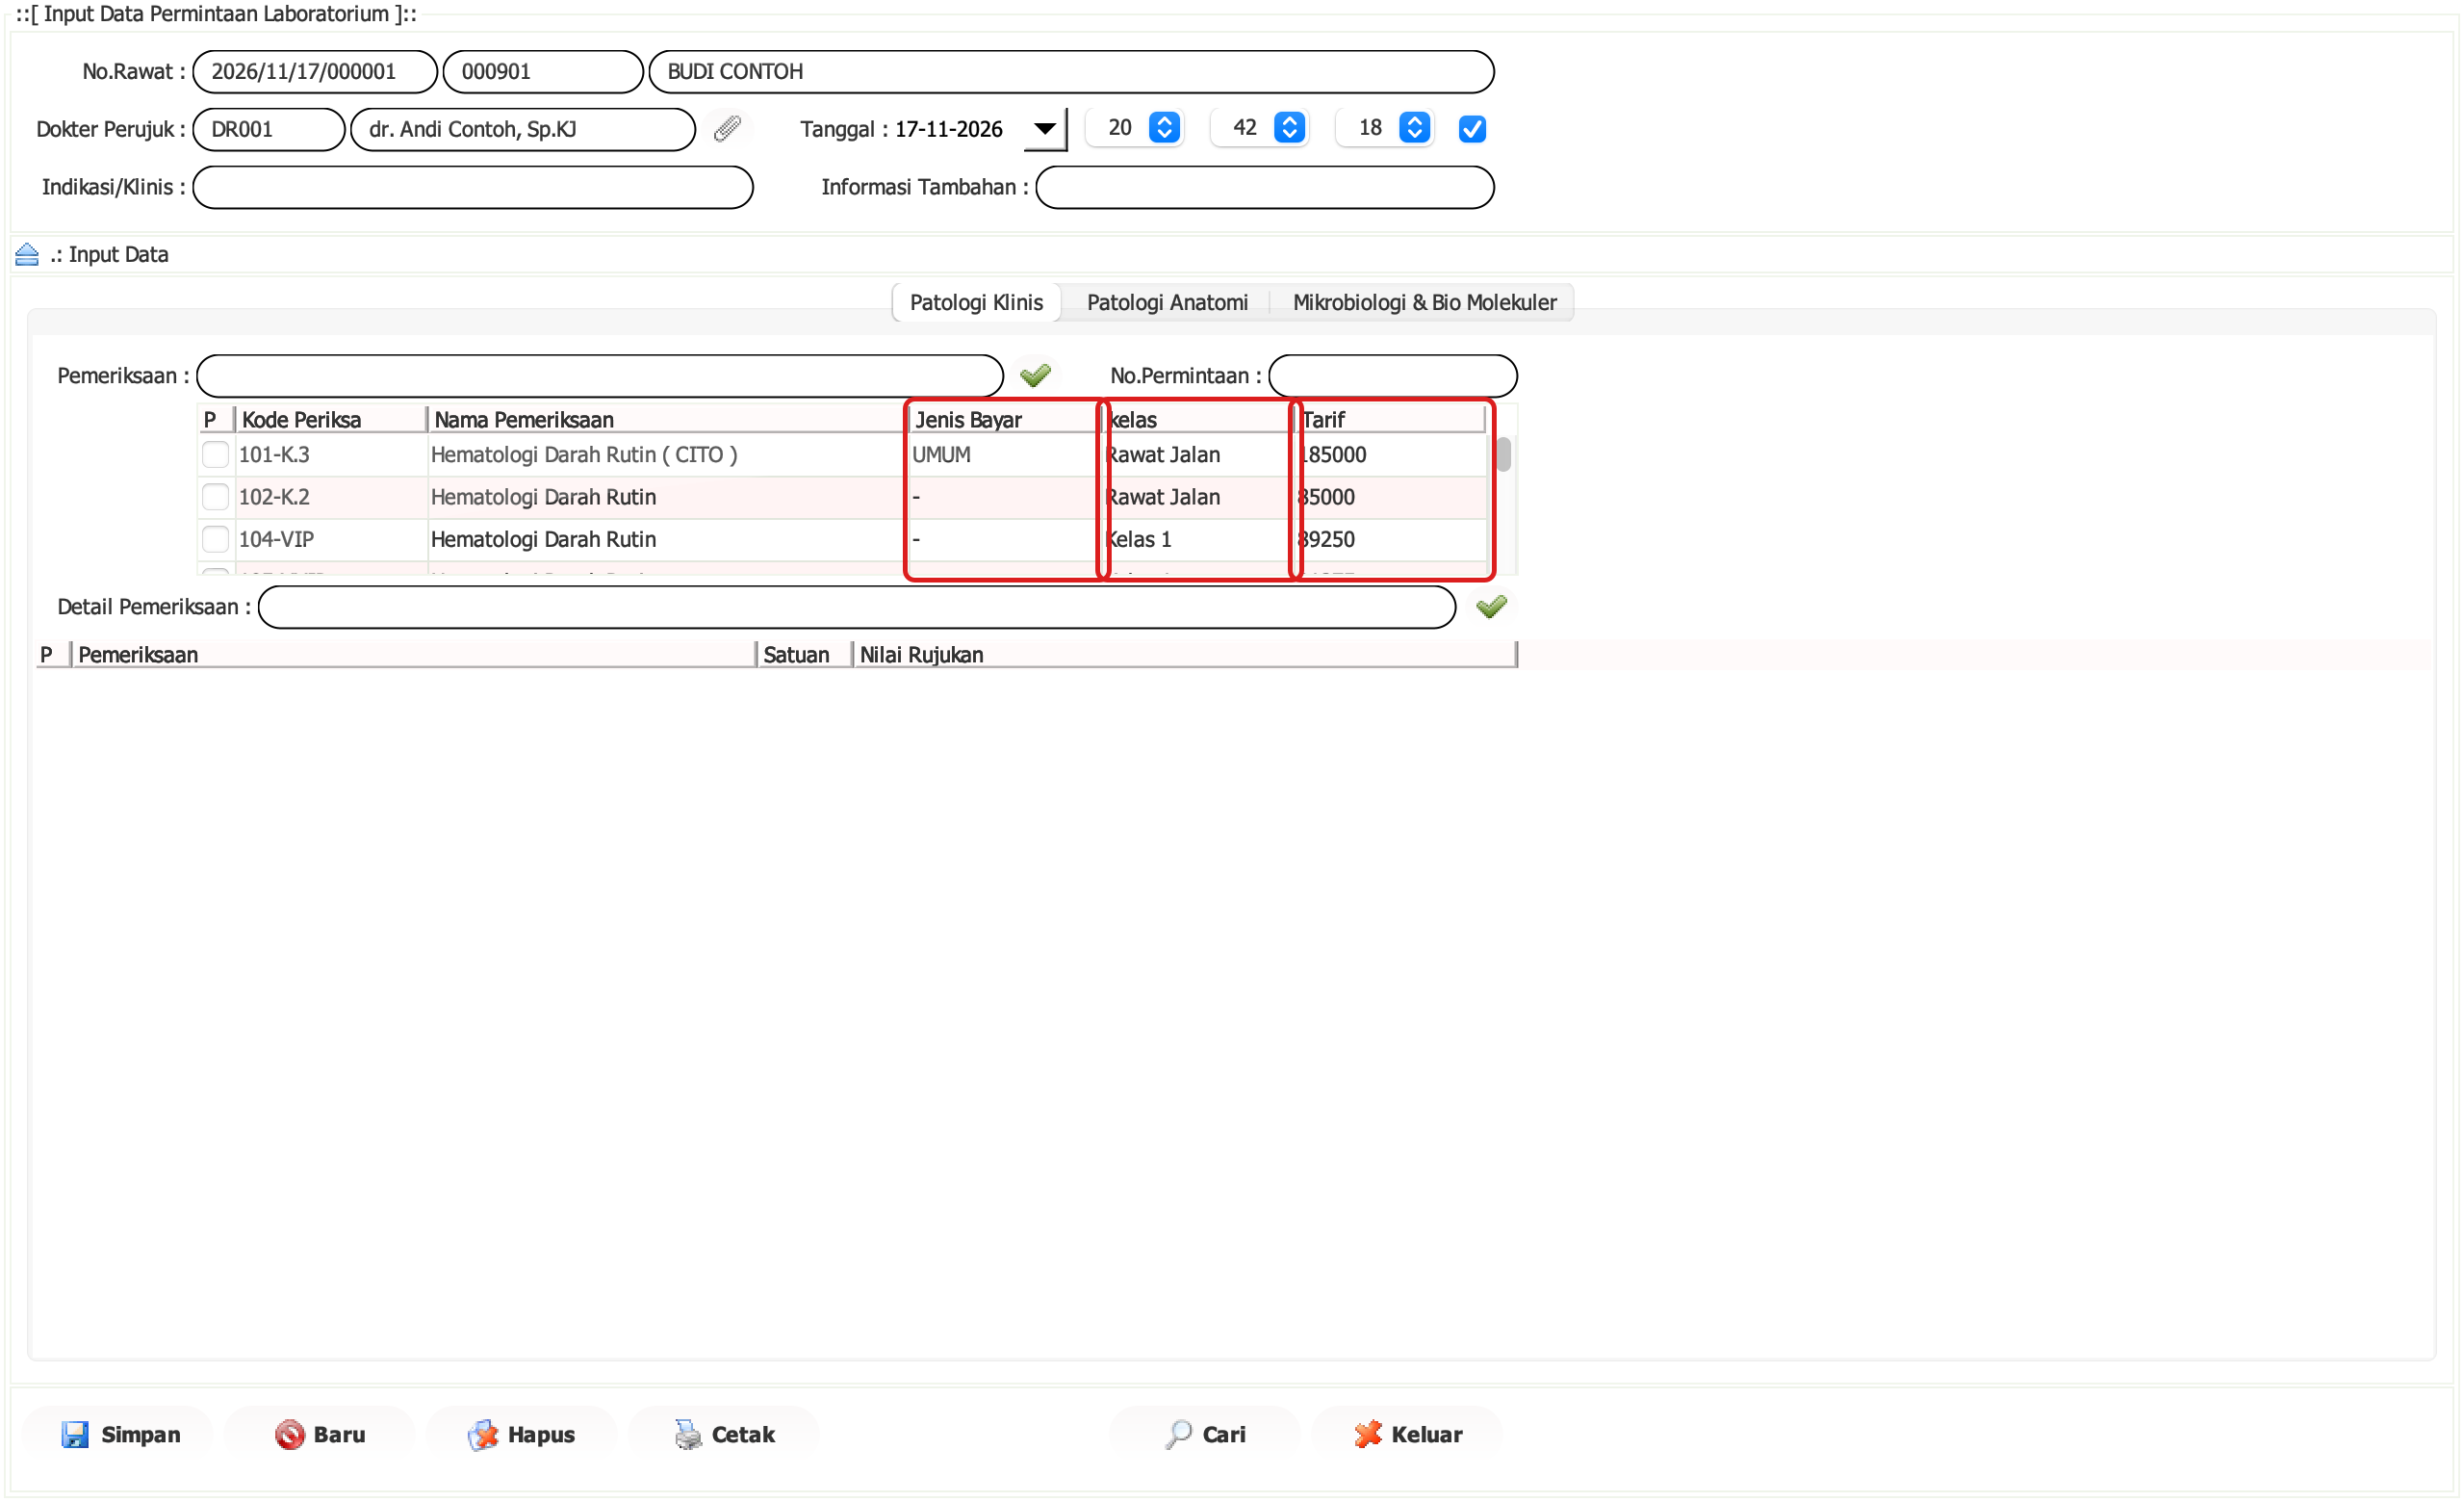 ::[ Input Data Permintaan Laboratorium ]::
No.Rawat : 2026/11/17/000001 000901 BUDI CONTOH
Dokter Perujuk : DR001 dr. Andi Contoh, Sp.KJ Tanggal : 17-11-2026 20 42 18
Indikasi/Klinis : Informasi Tambahan :
.: Input Data
Patologi Klinis Patologi Anatomi Mikrobiologi & Bio Molekuler
Pemeriksaan : No.Permintaan :
P Kode Periksa Nama Pemeriksaan Jenis Bayar kelas Tarif
101-K.3 Hematologi Darah Rutin ( CITO ) UMUM Rawat Jalan 185000
102-K.2 Hematologi Darah Rutin - Rawat Jalan 85000
104-VIP Hematologi Darah Rutin - Kelas 1 89250
Detail Pemeriksaan :
P Pemeriksaan Satuan Nilai Rujukan
Simpan Baru Hapus Cetak Cari Keluar